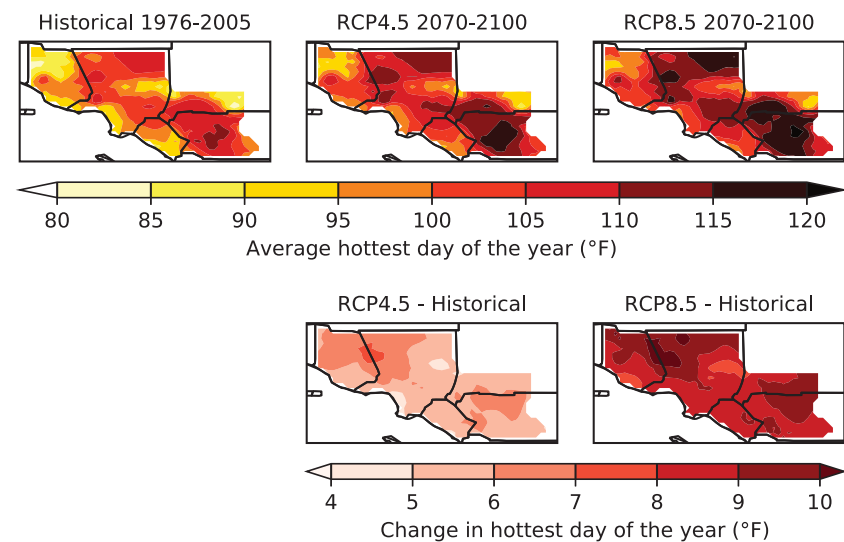 Historical 1976-2005
RCP4.5 2070-2100
RCP8.5 2070-2100
80 85 90 95 100 105 110 115 120
Average hottest day of the year (°F)
RCP4.5 - Historical
RCP8.5 - Historical
4 5 6 7 8 9 10
Change in hottest day of the year (°F)